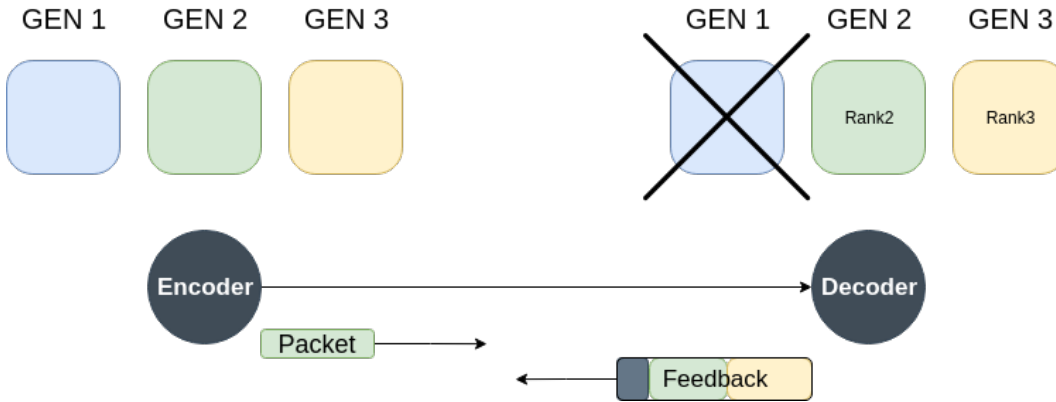 GEN 1 GEN 2 GEN 3 GEN 1 GEN 2 GEN 3
Rank2 Rank3
Encoder Decoder
Packet
Feedback